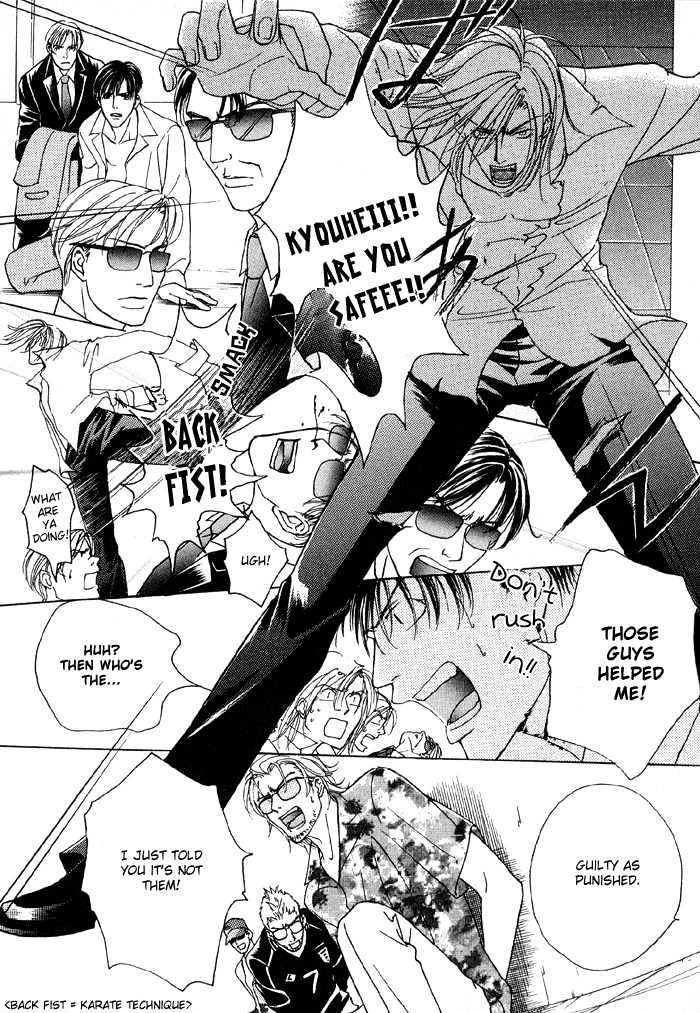 KYOUHEIII!!
ARE YOU
SAFEEE!!
SMACK
BACK
FIST!
WHAT
ARE
YA
DOING!
UGH!
DON'T
rush
in!!
THOSE
GUYS
HELPED
ME!
HUH?
THEN WHO'S
THE...
GUILTY AS
PUNISHED.
I JUST TOLD
YOU IT'S NOT
THEM!
7
<BACK FIST = KARATE TECHNIQUE>